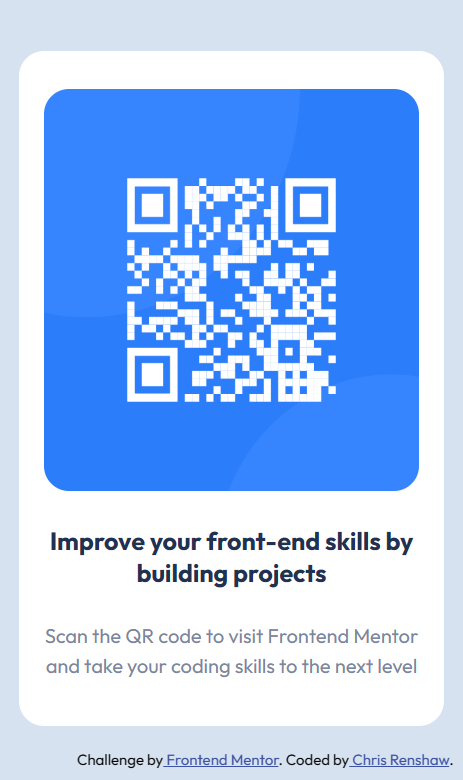 Improve your front-end skills by
building projects
Scan the QR code to visit Frontend Mentor
and take your coding skills to the next level
Challenge by Frontend Mentor. Coded by Chris Renshaw.